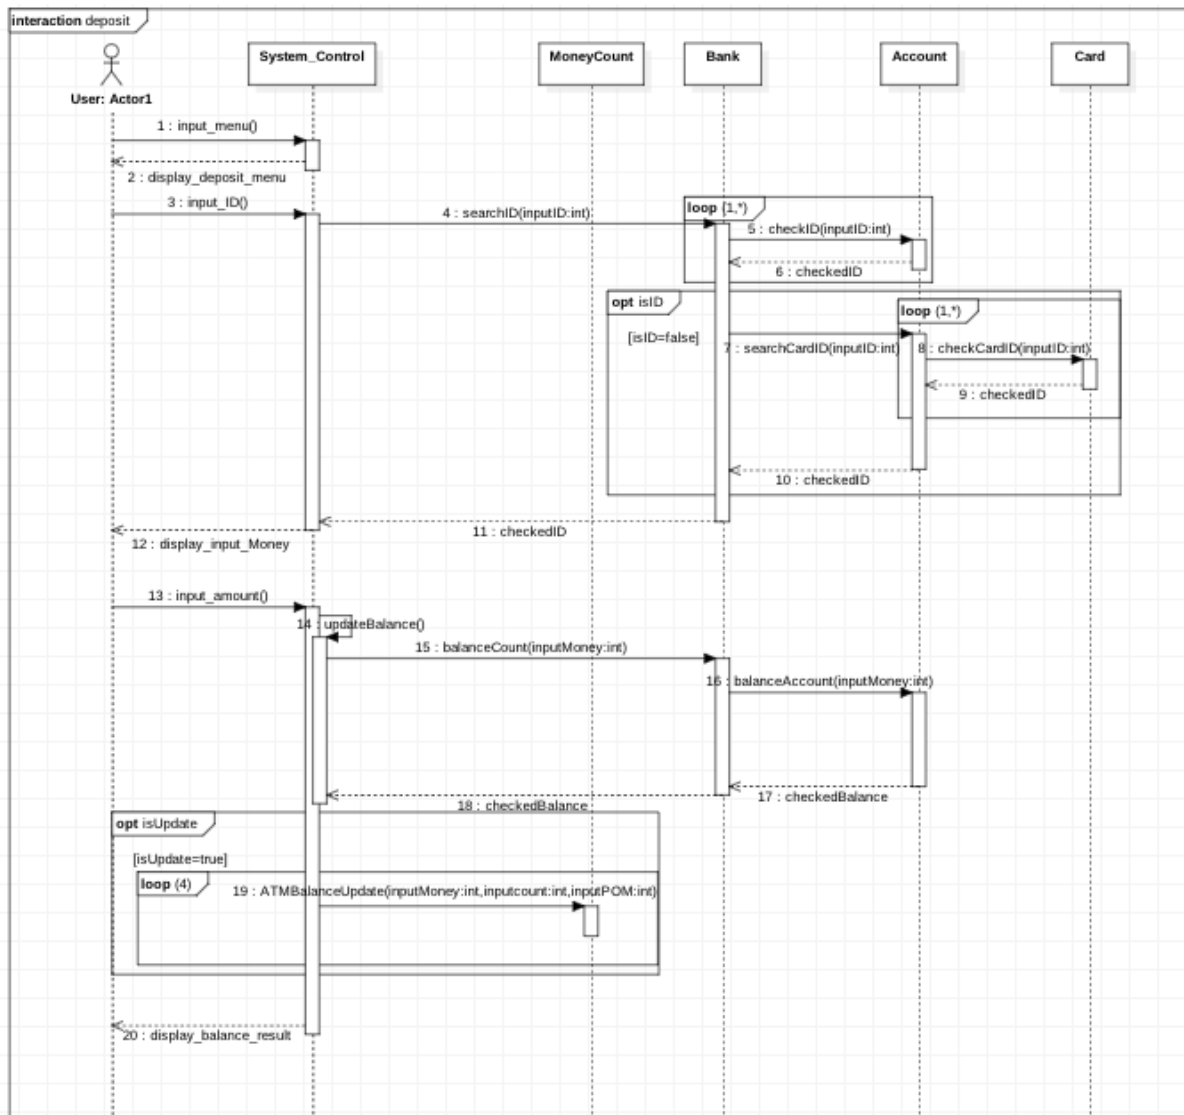 interaction deposit
System_Control
MoneyCount
Bank
Account
Card
User: Actor1
1 : input_menu()
2 : display_deposit_menu
3 : input_ID()
4 : searchID(inputID:int)
loop (1,*)
5 : checkID(inputID:int)
6 : checkedID
opt isID
[isID=false]
loop (1,*)
7 : searchCardID(inputID:int)
8 : checkCardID(inputID:int)
9 : checkedID
10 : checkedID
11 : checkedID
12 : display_input_Money
13 : input_amount()
14 : updateBalance()
15 : balanceCount(inputMoney:int)
16 : balanceAccount(inputMoney:int)
17 : checkedBalance
18 : checkedBalance
opt isUpdate
[isUpdate=true]
loop (4)
19 : ATMBalanceUpdate(inputMoney:int,inputcount:int,inputPOM:int)
20 : display_balance_result